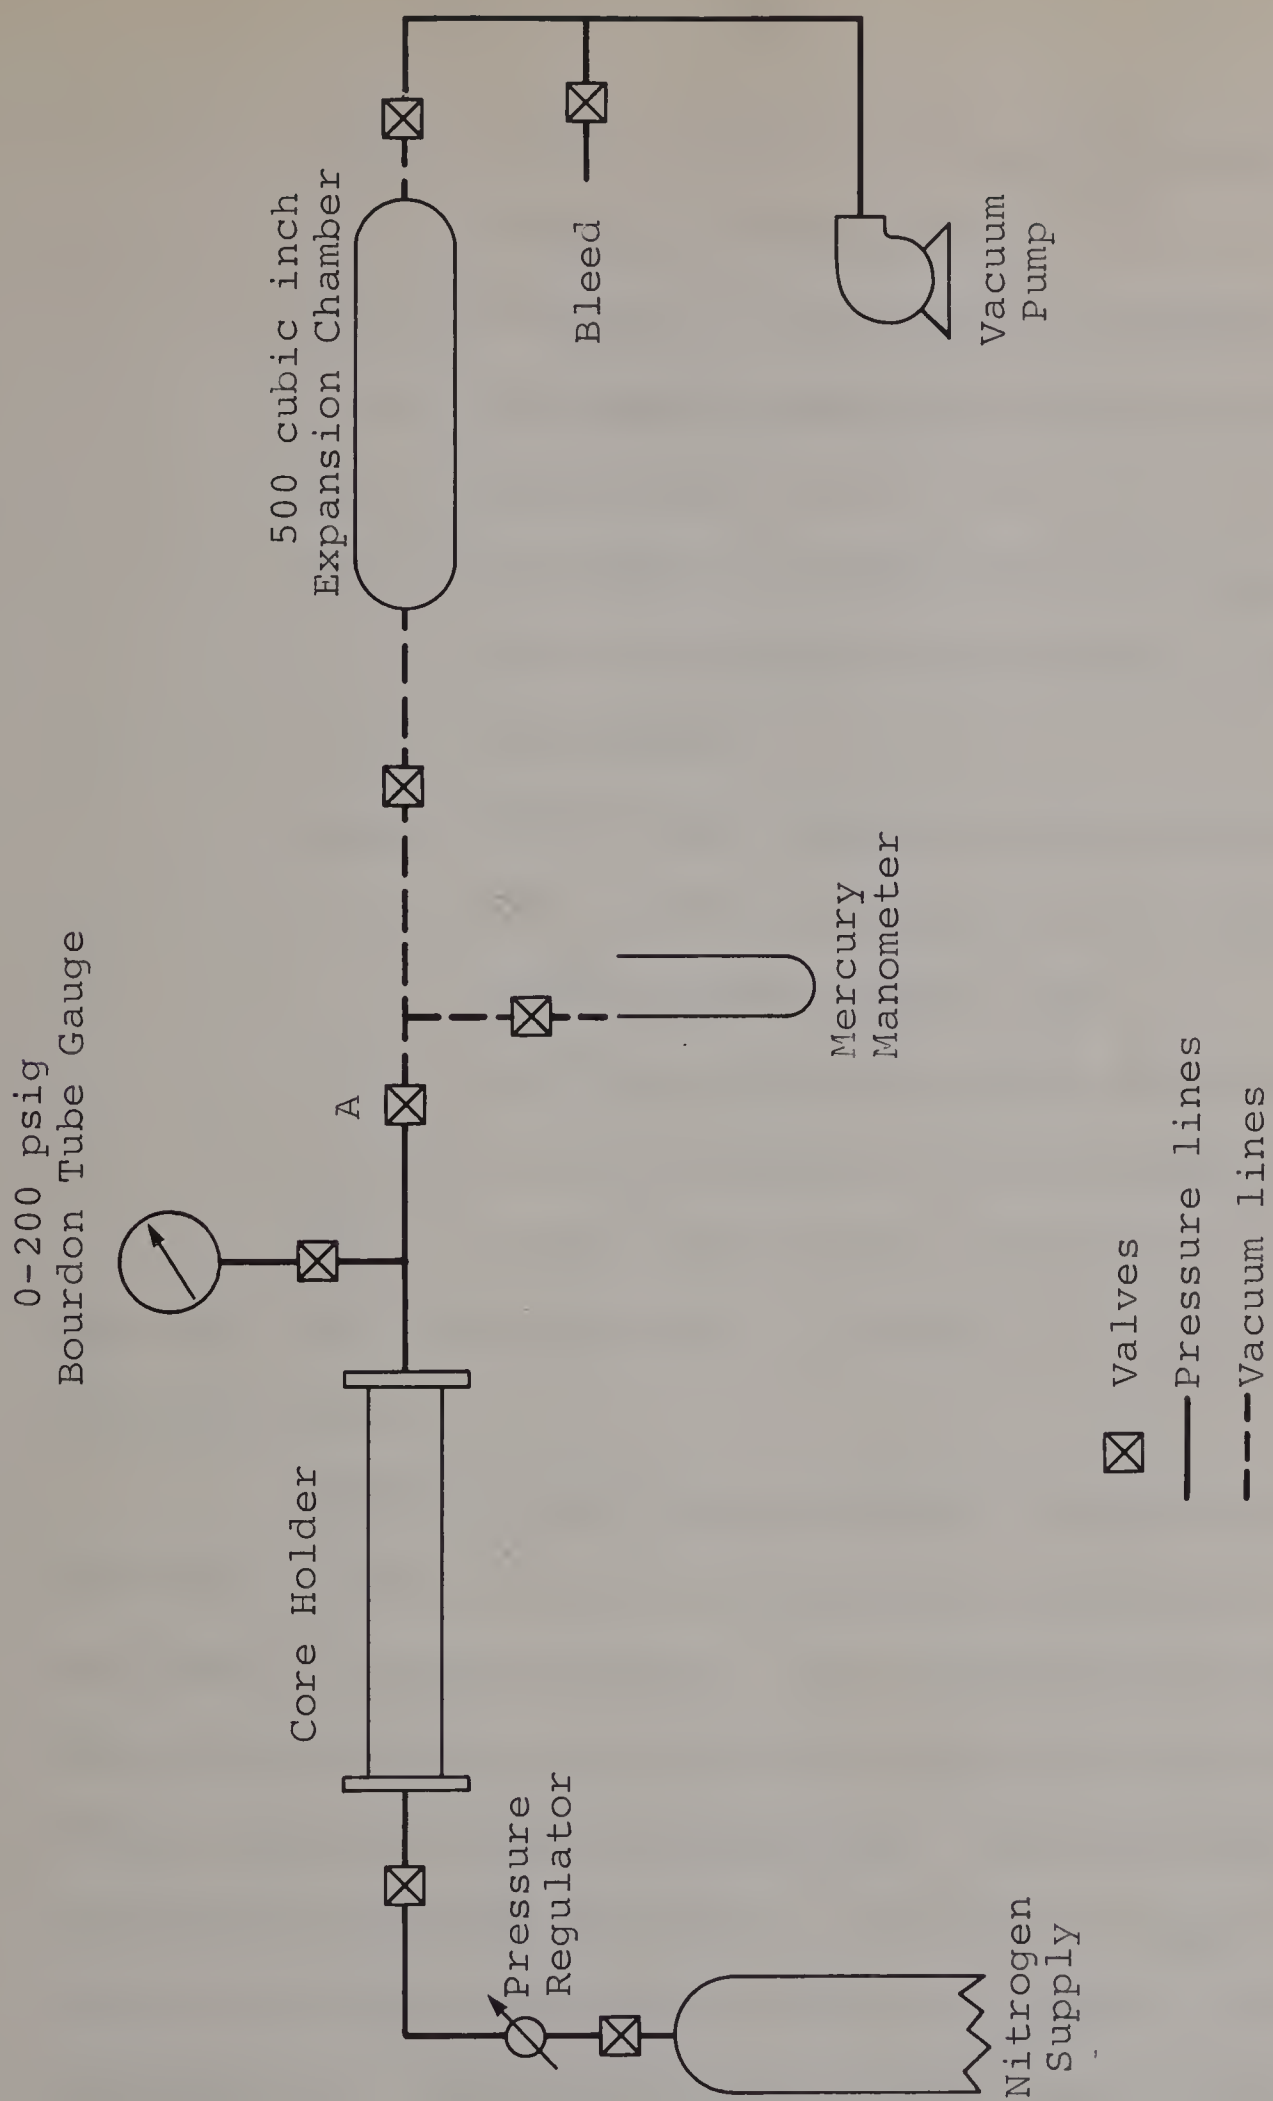 0-200 psig
Bourdon Tube Gauge
500 cubic inch
Expansion Chamber
Core Holder
A
Bleed
Pressure
Regulator
Mercury
Manometer
Vacuum
Pump
Nitrogen
Supply
Valves
Pressure lines
Vacuum lines